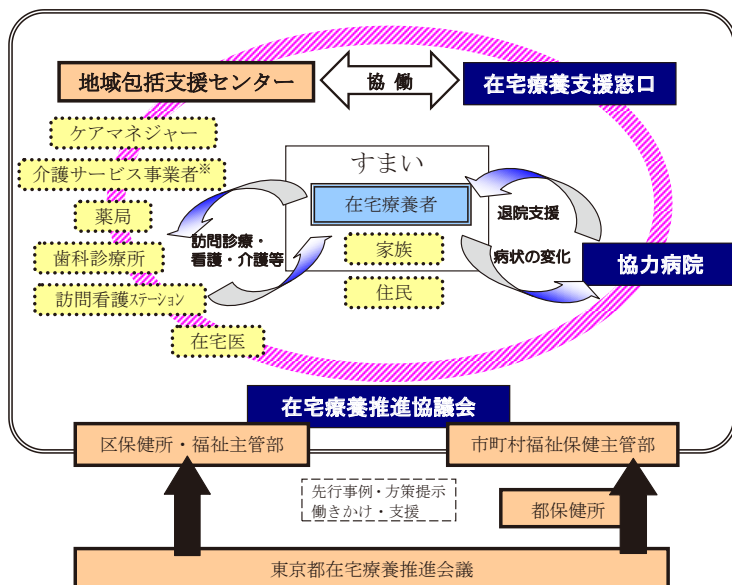 地域包括支援センター
協 働
在宅療養支援窓口
ケアマネジャー
介護サービス事業者※
薬局
歯科診療所
訪問看護ステーション
在宅医
すまい
在宅療養者
家族
住民
訪問診療・
看護・介護等
退院支援
病状の変化
協力病院
在宅療養推進協議会
区保健所・福祉主管部
市町村福祉保健主管部
先行事例・方策提示
働きかけ・支援
都保健所
東京都在宅療養推進会議